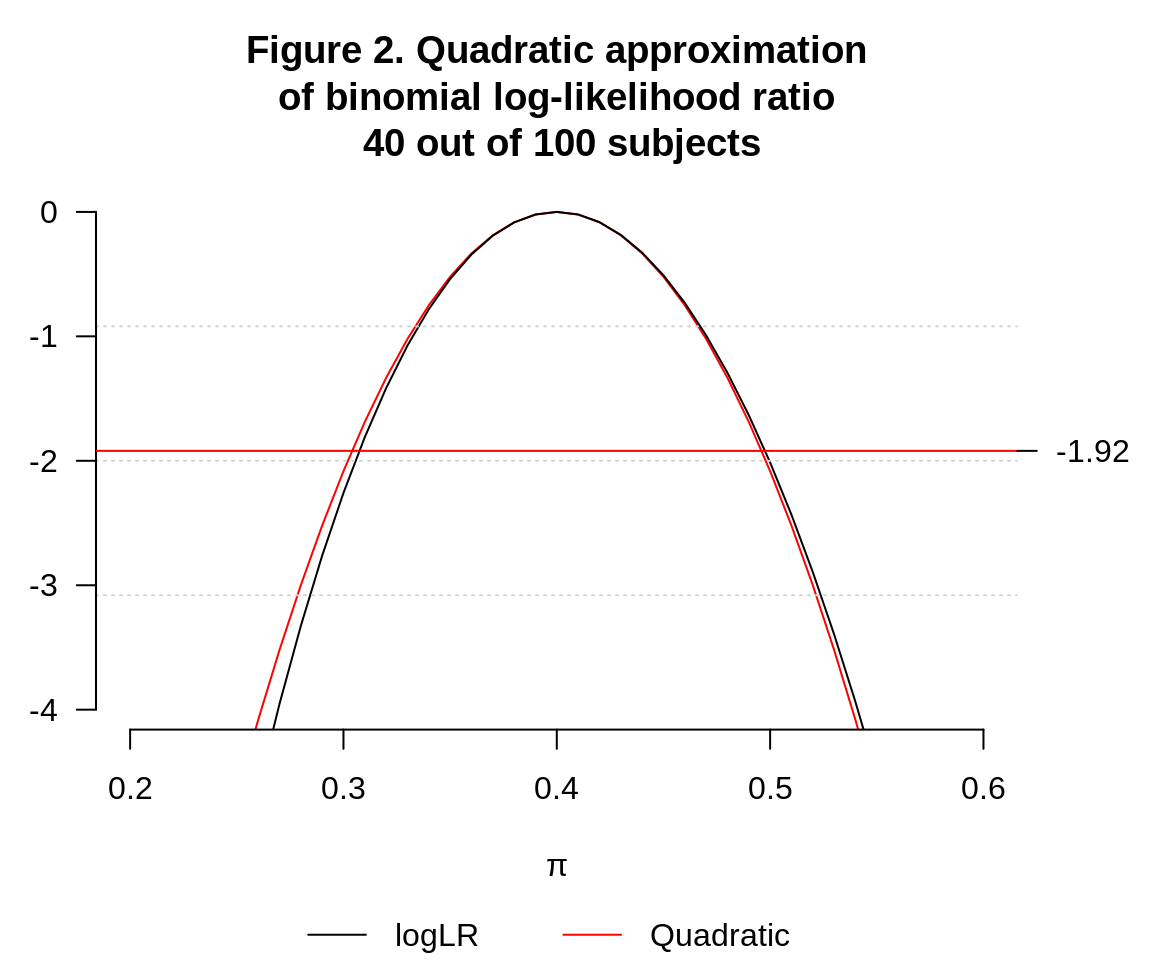 Figure 2. Quadratic approximation
of binomial log-likelihood ratio
40 out of 100 subjects
0
-1
-2
-3
-4
-1.92
0.2 0.3 0.4 0.5 0.6
π
logLR Quadratic